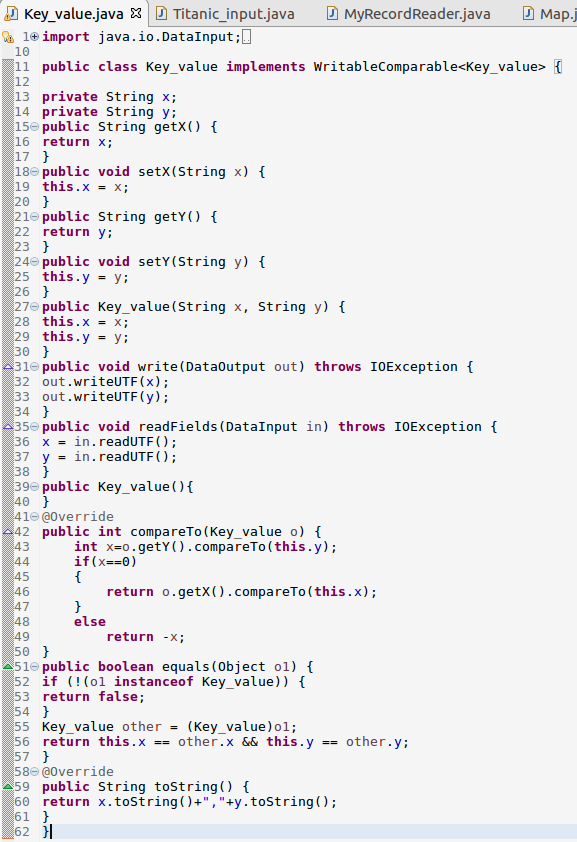 Key_value.java Titanic_input.java MyRecordReader.java Map.j
1 import java.io.DataInput;
10
11 public class Key_value implements WritableComparable<Key_value> {
12
13 private String x;
14 private String y;
15 public String getX() {
16 return x;
17 }
18 public void setX(String x) {
19 this.x = x;
20 }
21 public String getY() {
22 return y;
23 }
24 public void setY(String y) {
25 this.y = y;
26 }
27 public Key_value(String x, String y) {
28 this.x = x;
29 this.y = y;
30 }
31 public void write(DataOutput out) throws IOException {
32 out.writeUTF(x);
33 out.writeUTF(y);
34 }
35 public void readFields(DataInput in) throws IOException {
36 x = in.readUTF();
37 y = in.readUTF();
38 }
39 public Key_value(){
40 }
41 @Override
42 public int compareTo(Key_value o) {
43     int x=o.getY().compareTo(this.y);
44     if(x==0)
45     {
46         return o.getX().compareTo(this.x);
47     }
48     else
49         return -x;
50 }
51 public boolean equals(Object o1) {
52 if (!(o1 instanceof Key_value)) {
53 return false;
54 }
55 Key_value other = (Key_value)o1;
56 return this.x == other.x && this.y == other.y;
57 }
58 @Override
59 public String toString() {
60 return x.toString()+","+y.toString();
61 }
62 }